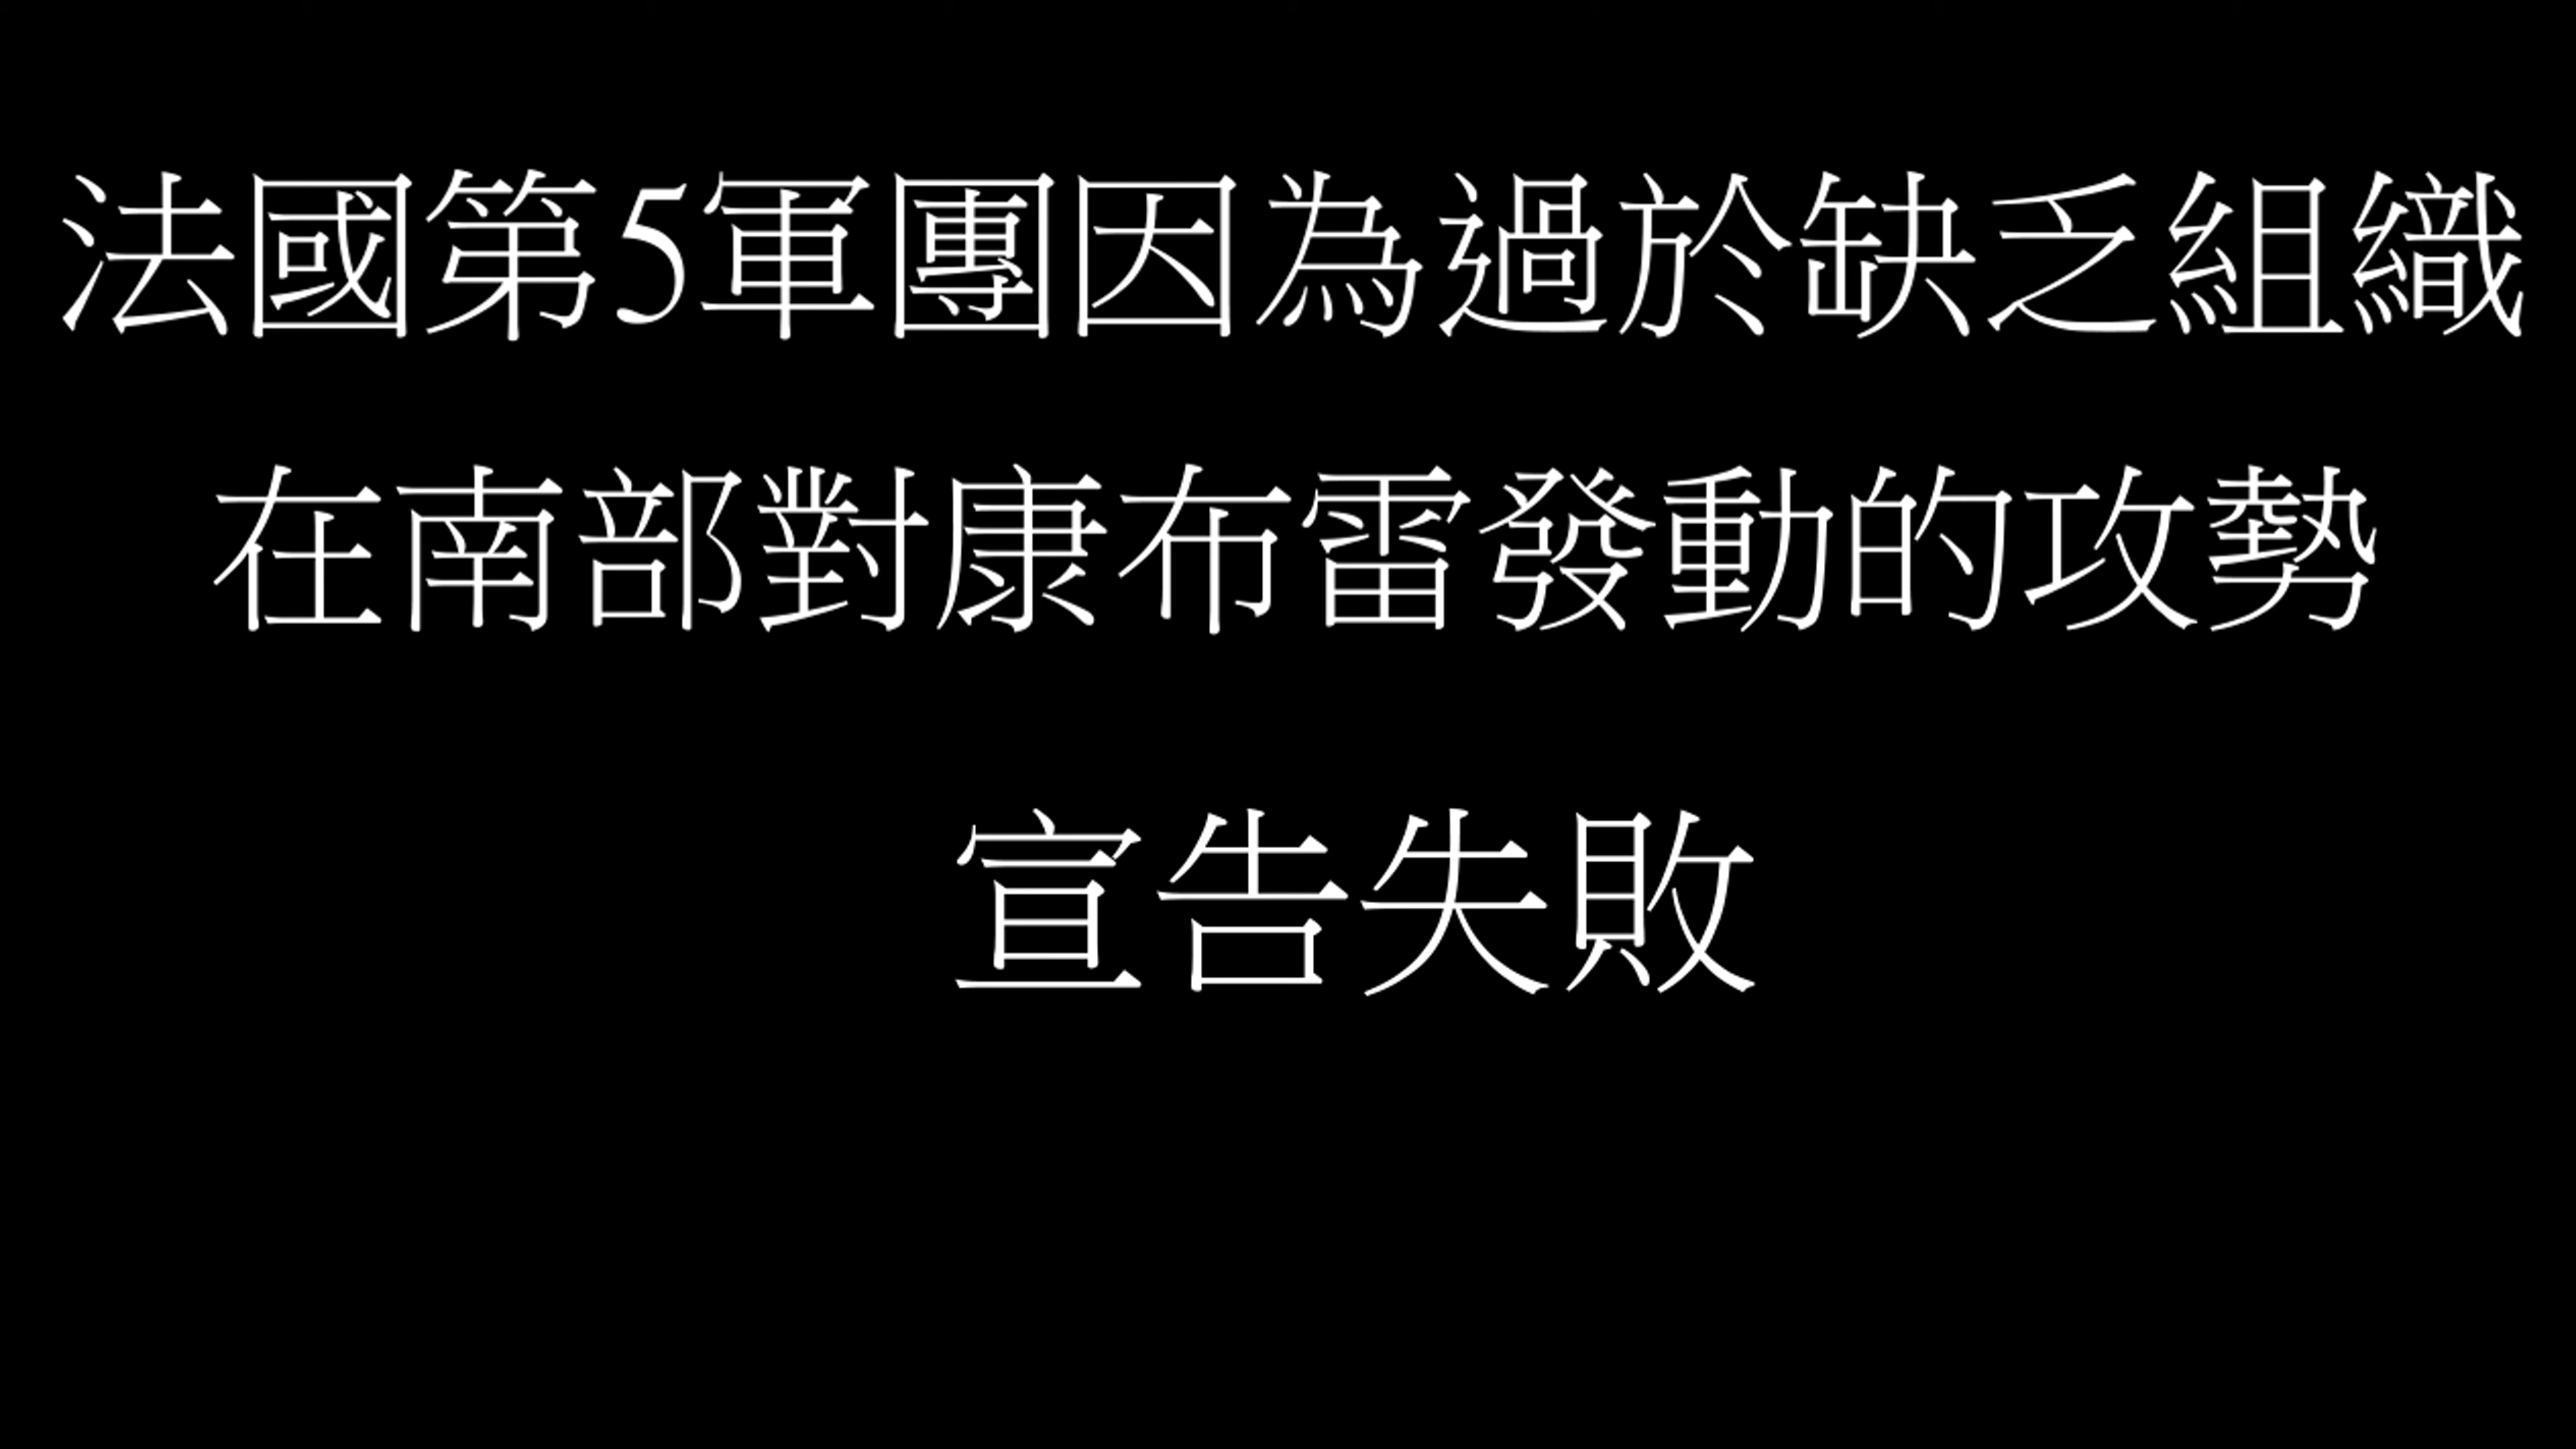 法國第5軍團因為過於缺乏組織
在南部對康布雷發動的攻勢
宣告失敗